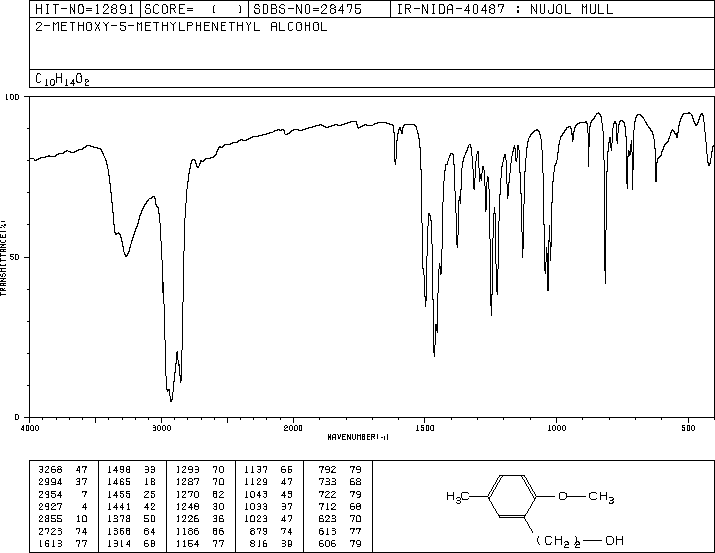 HIT-NO=12891 SCORE= ( ) SDBS-NO=28475 IR-NIDA-40487 : NUJOL MULL
2-METHOXY-5-METHYLPHENETHYL ALCOHOL
C10H14O2
100
50
0
TRANSMITTANCE(%)
4000 3000 2000 1500 1000 500
WAVENUMBER(-1)
3268 47 1498 33 1293 70 1137 66 792 79
2994 37 1465 18 1287 70 1129 47 733 68
2954 7 1455 25 1270 62 1043 43 722 79
2927 4 1441 42 1248 30 1033 37 712 68
2855 10 1378 50 1226 36 1023 47 623 70
2723 74 1368 64 1186 66 879 74 613 77
1613 77 1314 68 1154 77 816 39 606 79
H3C O CH3
(CH2)2 OH